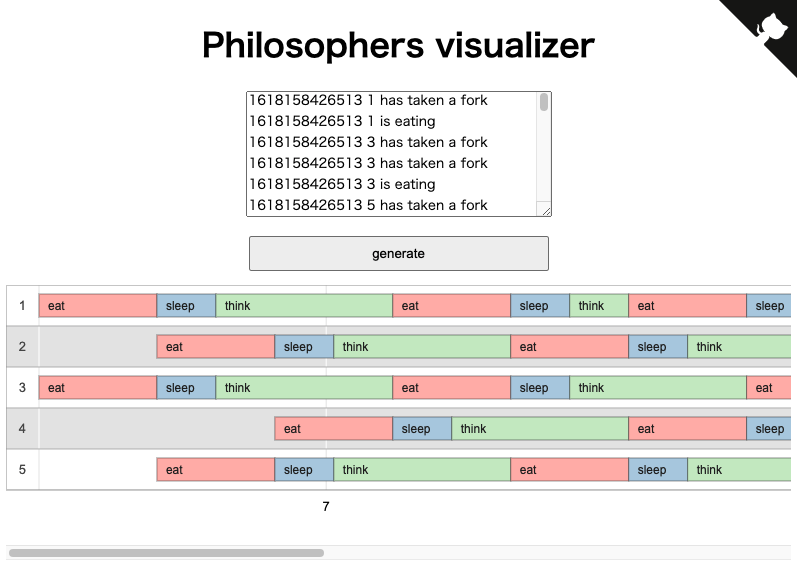 Philosophers visualizer
1618158426513 1 has taken a fork
1618158426513 1 is eating
1618158426513 3 has taken a fork
1618158426513 3 has taken a fork
1618158426513 3 is eating
1618158426513 5 has taken a fork
generate
1 eat sleep think eat sleep think eat sleep
2 eat sleep think eat sleep think
3 eat sleep think eat sleep think eat
4 eat sleep think eat sleep
5 eat sleep think eat sleep think
7